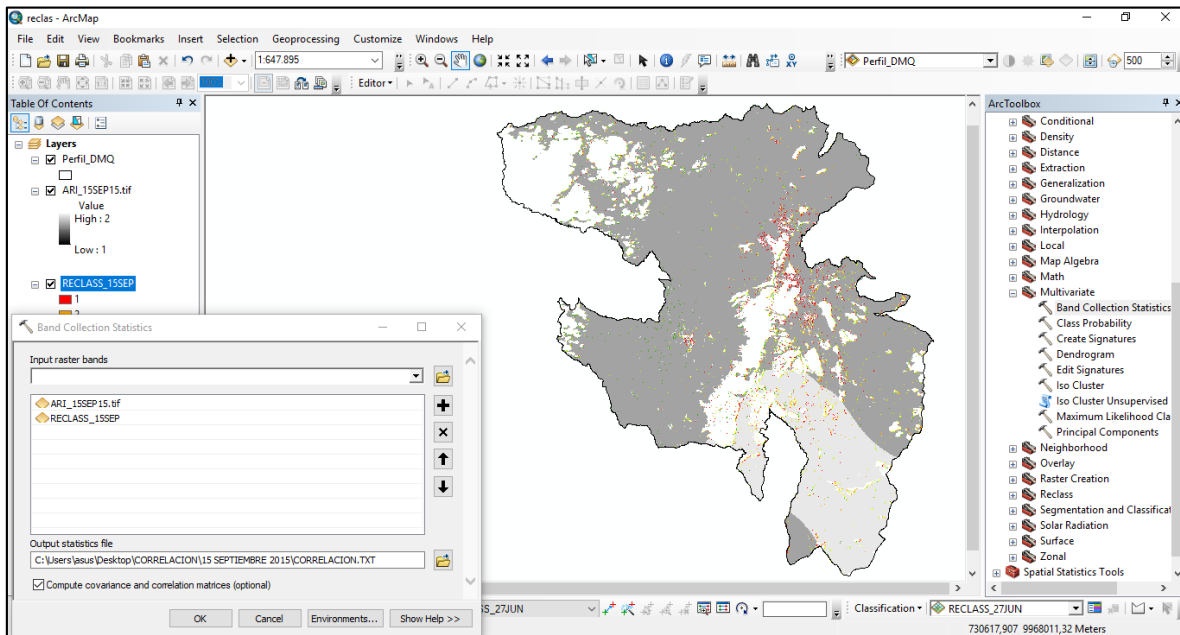 reclas - ArcMap
File Edit View Bookmarks Insert Selection Geoprocessing Customize Windows Help
1:647.895
Perfil_DMQ
500
Editor
Table Of Contents
Layers
Perfil_DMQ
ARI_15SEP15.tif
Value
High : 2
Low : 1
RECLASS_15SEP
1
Band Collection Statistics
Input raster bands
ARI_15SEP15.tif
RECLASS_15SEP
Output statistics file
C:\Users\asus\Desktop\CORRELACION\15 SEPTIEMBRE 2015\CORRELACION.TXT
Compute covariance and correlation matrices (optional)
OK Cancel Environments... Show Help >>
ArcToolbox
Conditional
Density
Distance
Extraction
Generalization
Groundwater
Hydrology
Interpolation
Local
Map Algebra
Math
Multivariate
Band Collection Statistics
Class Probability
Create Signatures
Dendrogram
Edit Signatures
Iso Cluster
Iso Cluster Unsupervised
Maximum Likelihood Cla
Principal Components
Neighborhood
Overlay
Raster Creation
Reclass
Segmentation and Classificat
Solar Radiation
Surface
Zonal
Spatial Statistics Tools
SS_27JUN
Classification
RECLASS_27JUN
730617,907 9968011,32 Meters